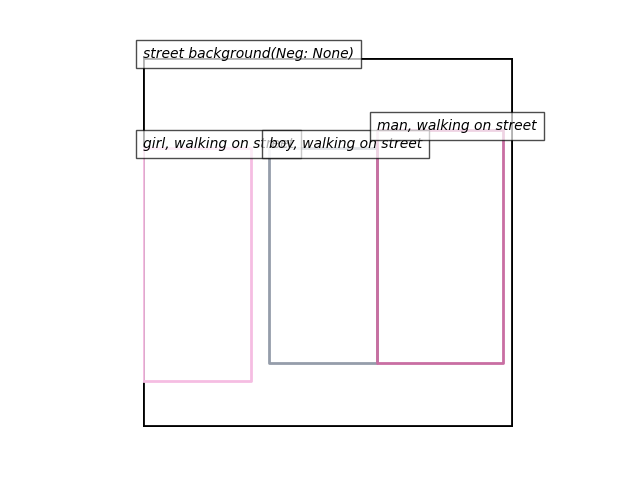 street background(Neg: None)
man, walking on street
girl, walking on street
boy, walking on street